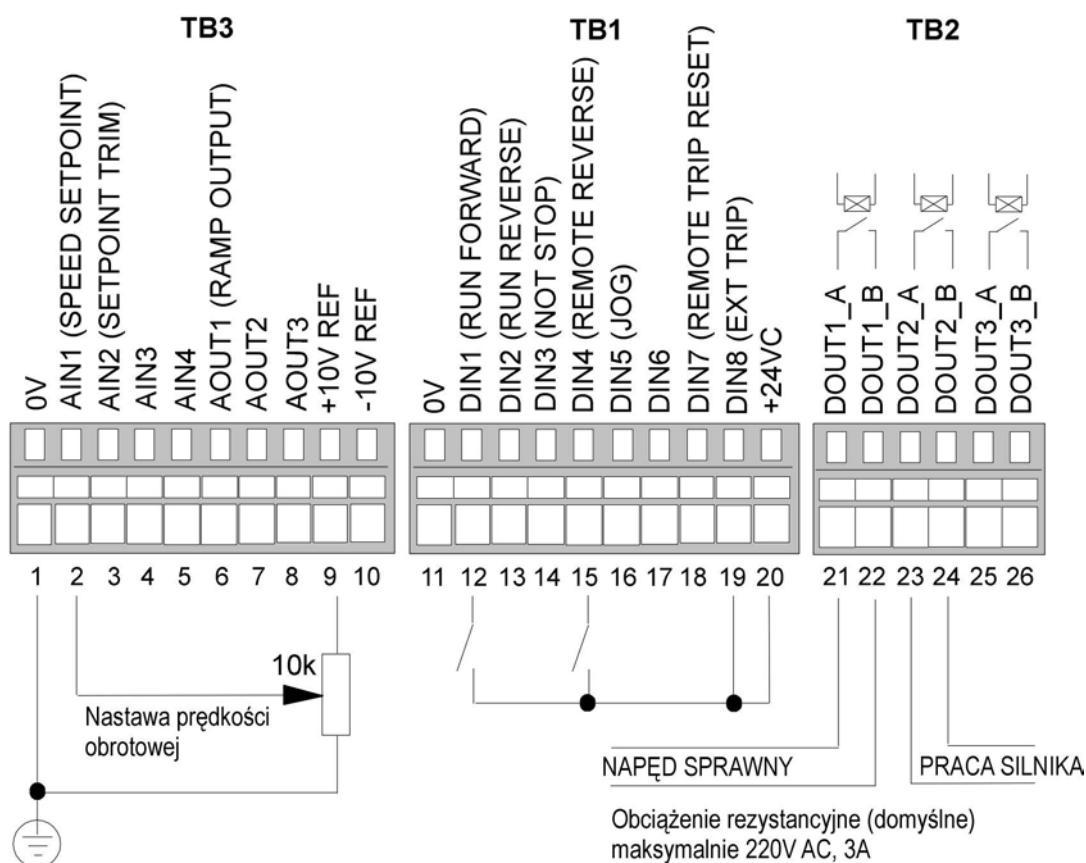 TB3
TB1
TB2
0V
AIN1 (SPEED SETPOINT)
AIN2 (SETPOINT TRIM)
AIN3
AIN4
AOUT1 (RAMP OUTPUT)
AOUT2
AOUT3
+10V REF
-10V REF
0V
DIN1 (RUN FORWARD)
DIN2 (RUN REVERSE)
DIN3 (NOT STOP)
DIN4 (REMOTE REVERSE)
DIN5 (JOG)
DIN6
DIN7 (REMOTE TRIP RESET)
DIN8 (EXT TRIP)
+24VC
DOUT1_A
DOUT1_B
DOUT2_A
DOUT2_B
DOUT3_A
DOUT3_B
1 2 3 4 5 6 7 8 9 10
11 12 13 14 15 16 17 18 19 20
21 22 23 24 25 26
10k
Nastawa prędkości
obrotowej
NAPĘD SPRAWNY
PRACA SILNIKA
Obciążenie rezystancyjne (domyślne)
maksymalnie 220V AC, 3A